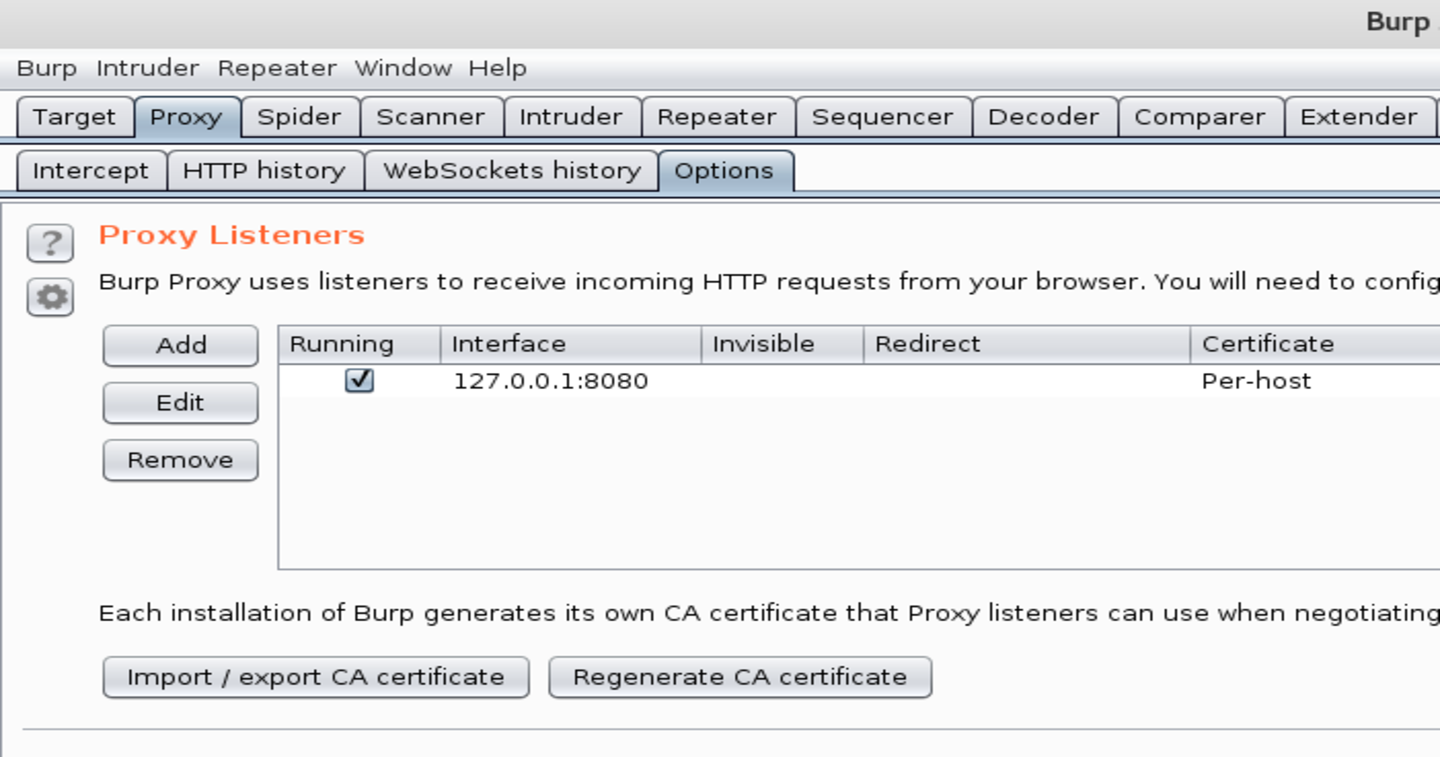 Burp
Burp Intruder Repeater Window Help
Target Proxy Spider Scanner Intruder Repeater Sequencer Decoder Comparer Extender
Intercept HTTP history WebSockets history Options
? Proxy Listeners
Burp Proxy uses listeners to receive incoming HTTP requests from your browser. You will need to config
Add Running Interface Invisible Redirect Certificate
127.0.0.1:8080 Per-host
Edit
Remove
Each installation of Burp generates its own CA certificate that Proxy listeners can use when negotiating
Import / export CA certificate Regenerate CA certificate